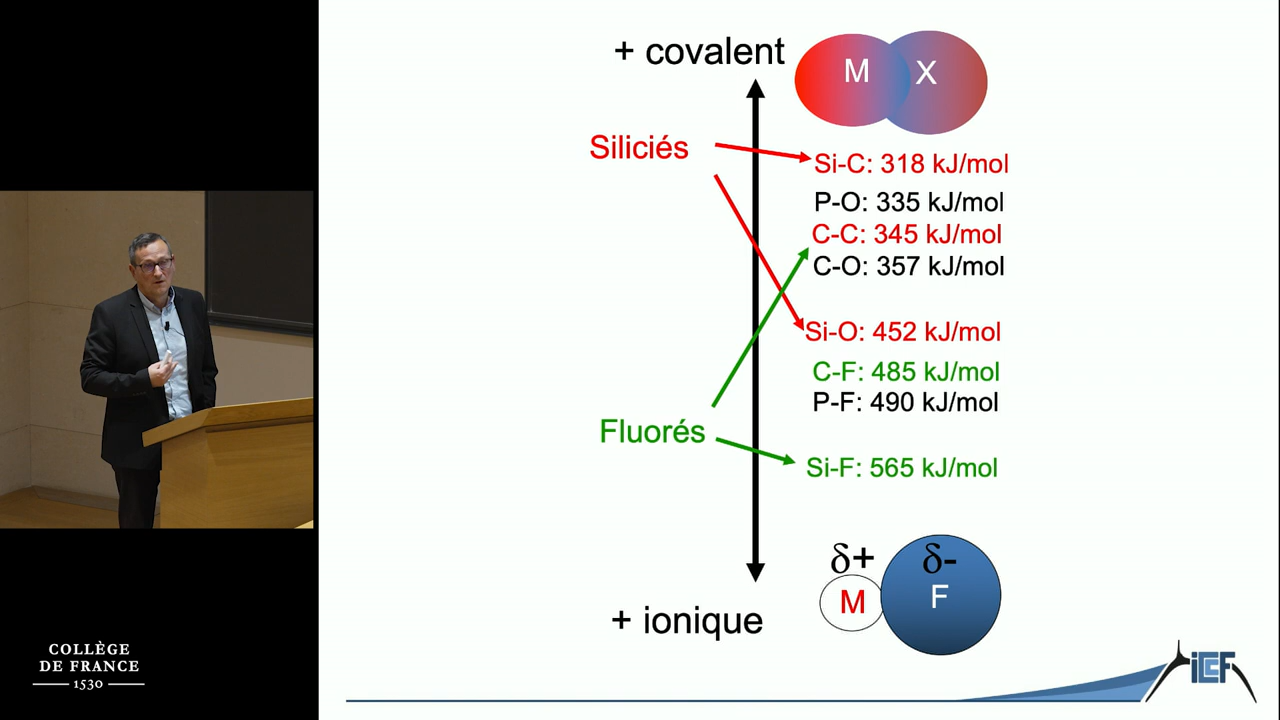 + covalent
M X
Siliciés
Si-C: 318 kJ/mol
P-O: 335 kJ/mol
C-C: 345 kJ/mol
C-O: 357 kJ/mol
Si-O: 452 kJ/mol
C-F: 485 kJ/mol
P-F: 490 kJ/mol
Fluorés
Si-F: 565 kJ/mol
δ+ δ-
M F
+ ionique
COLLÈGE
DE FRANCE
1530
iCCF